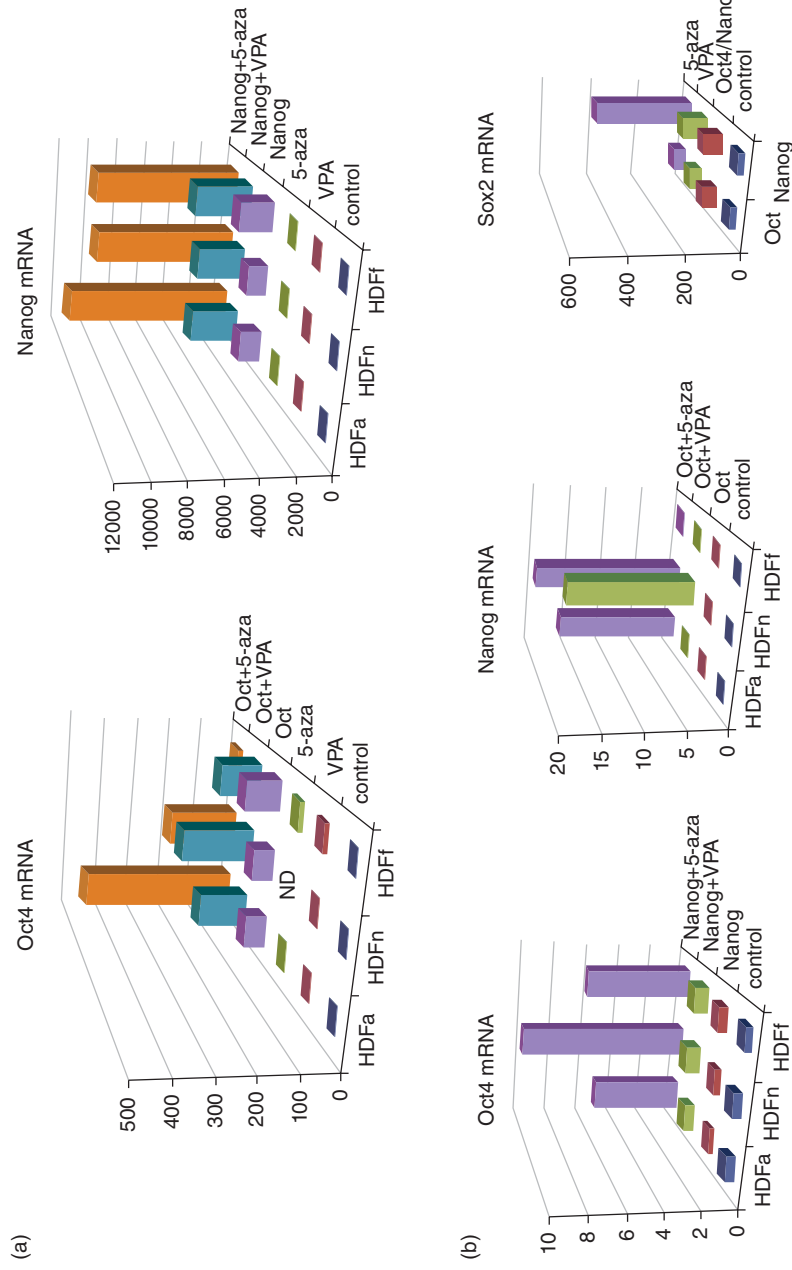 (a)
Oct4 mRNA
500
400
300
200
100
0
HDFa
HDFn
HDFf
ND
Oct+5-aza
Oct+VPA
Oct
5-aza
VPA
control
Nanog mRNA
12000
10000
8000
6000
4000
2000
0
HDFa
HDFn
HDFf
Nanog+5-aza
Nanog+VPA
Nanog
5-aza
VPA
control
(b)
Oct4 mRNA
10
8
6
4
2
0
HDFa
HDFn
HDFf
Nanog+5-aza
Nanog+VPA
Nanog
control
Nanog mRNA
20
15
10
5
0
HDFa
HDFn
HDFf
Oct+5-aza
Oct+VPA
Oct
control
Sox2 mRNA
600
400
200
0
Oct
Nanog
5-aza
VPA
Oct4/Nano
control